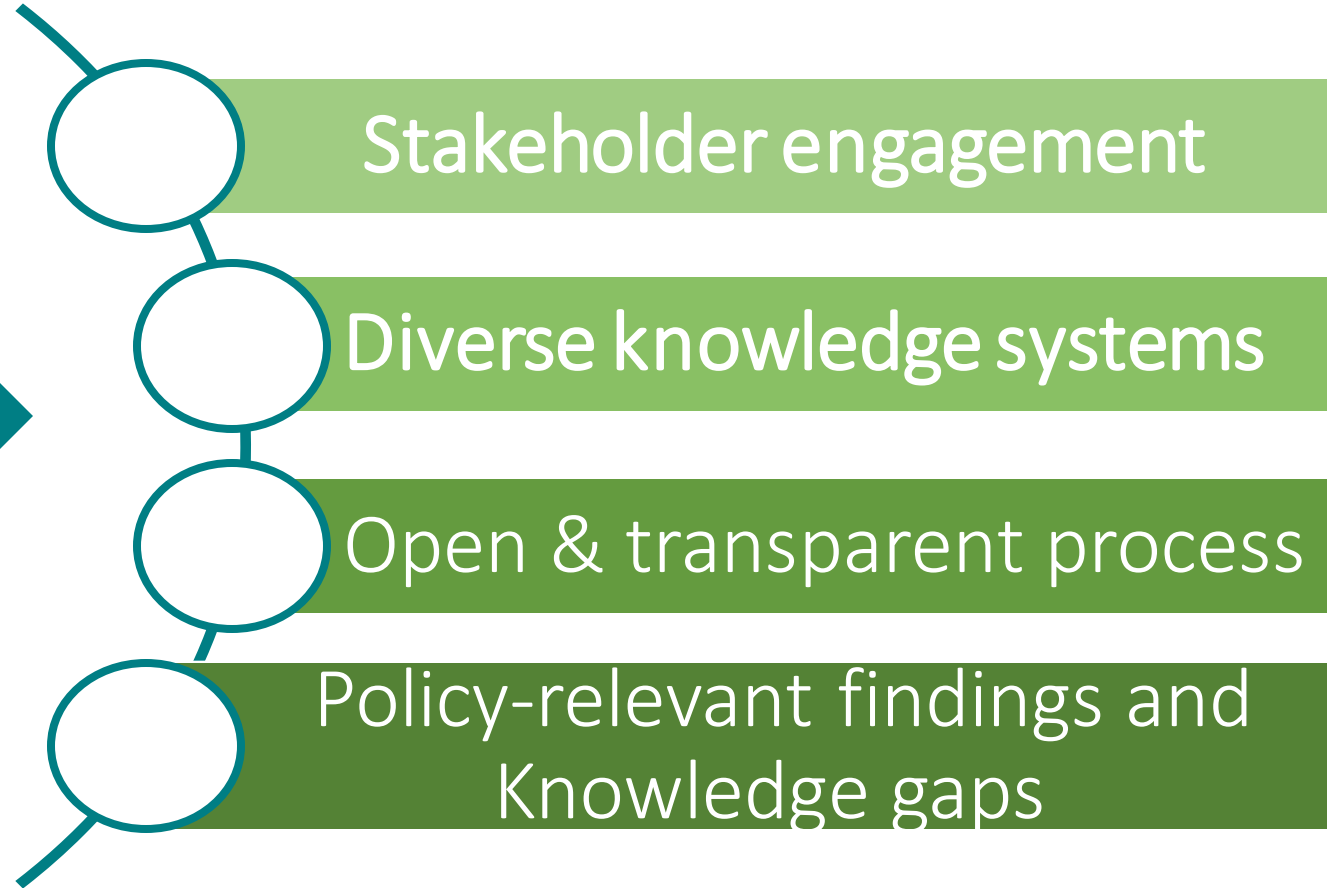 Stakeholder engagement
Diverse knowledge systems
Open & transparent process
Policy-relevant findings and
Knowledge gaps